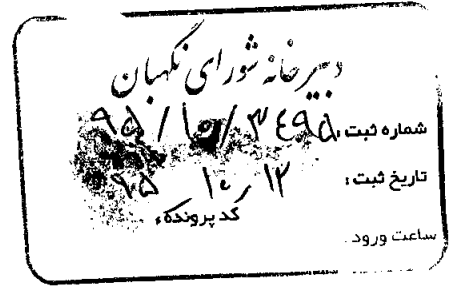 دبیرخانه شورای نگهبان
شماره ثبت: ۹۵/۱۰/۳۴۹۵
تاریخ ثبت: ۹۵/۱۰/۱۲
کد پرونده:
ساعت ورود